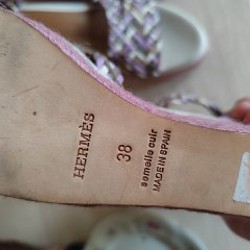 HERMÈS
38
semelle cuir
MADE IN SPAIN